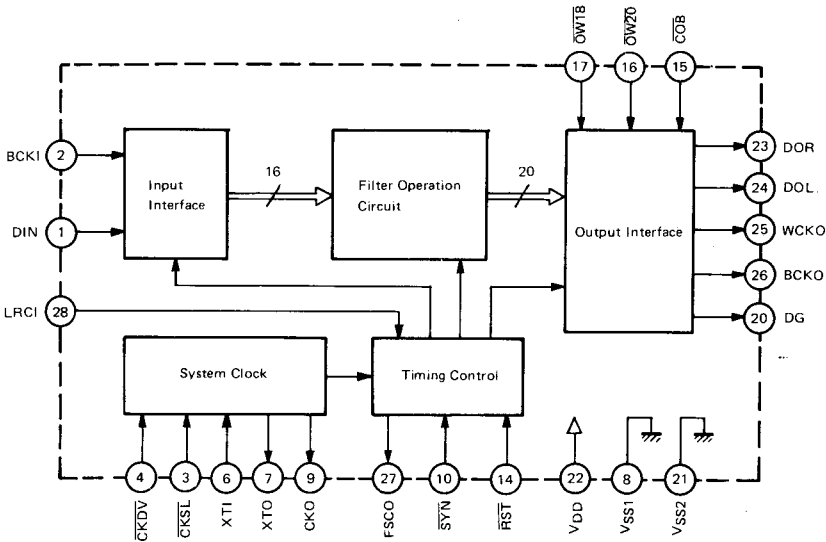 OW18
OW20
COB
17
16
15
BCKI
2
Input
Interface
16
Filter Operation
Circuit
20
Output Interface
23
DOR
24
DOL
DIN
1
25
WCKO
26
BCKO
LRCI
28
20
DG
System Clock
Timing Control
4
3
6
7
9
27
10
14
22
8
21
CKDV
CKSL
XTI
XTO
CKO
FSCO
SYN
RST
VDD
VSS1
VSS2